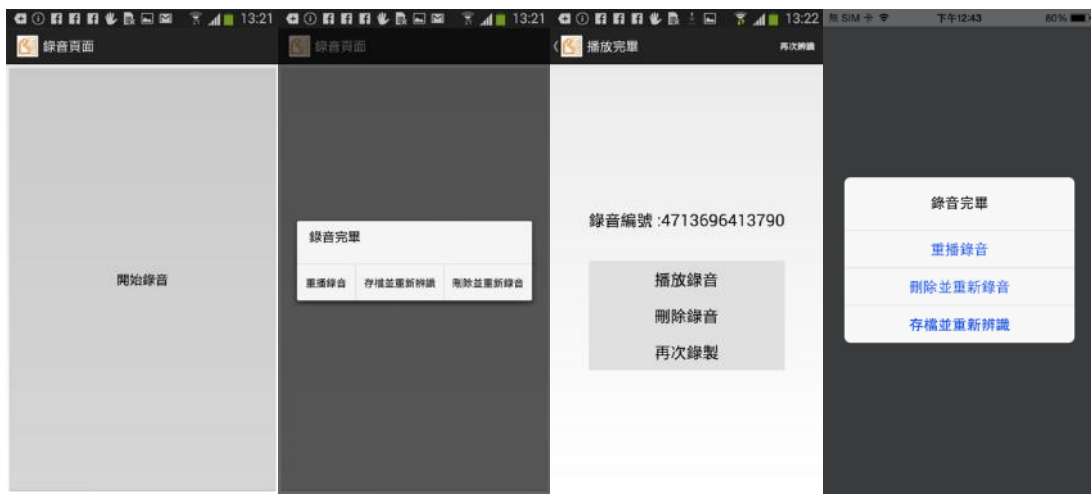 13:21
錄音頁面
開始錄音
13:21
錄音頁面
錄音完畢
重播錄音 存檔並重新辨識 刪除並重新錄音
13:22
播放完畢 再次辨識
錄音編號 :4713696413790
播放錄音
刪除錄音
再次錄製
無 SIM 卡 下午12:43 80%
錄音完畢
重播錄音
刪除並重新錄音
存檔並重新辨識